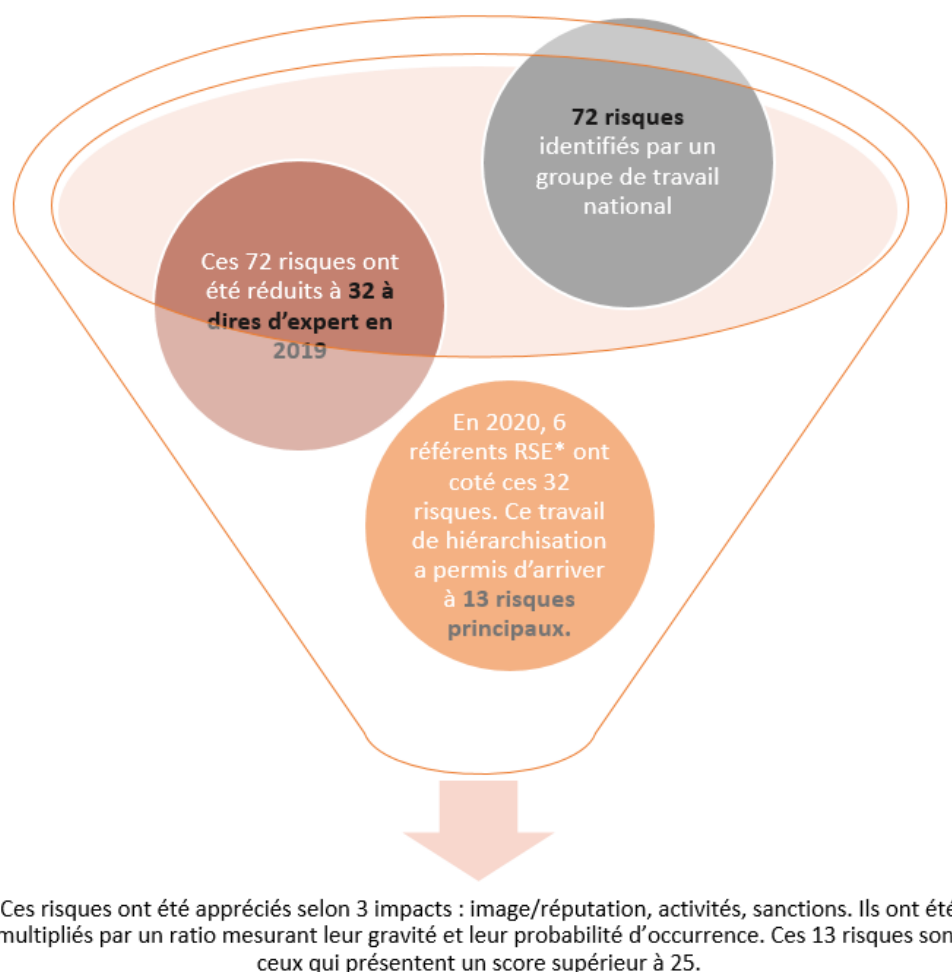 72 risques
identifiés par un
groupe de travail
national
Ces 72 risques ont
été réduits à 32 à
dires d'expert en
2019
En 2020, 6
référents RSE* ont
coté ces 32
risques. Ce travail
de hiérarchisation
a permis d'arriver
à 13 risques
principaux.
Ces risques ont été appréciés selon 3 impacts : image/réputation, activités, sanctions. Ils ont été
multipliés par un ratio mesurant leur gravité et leur probabilité d'occurrence. Ces 13 risques son
ceux qui présentent un score supérieur à 25.